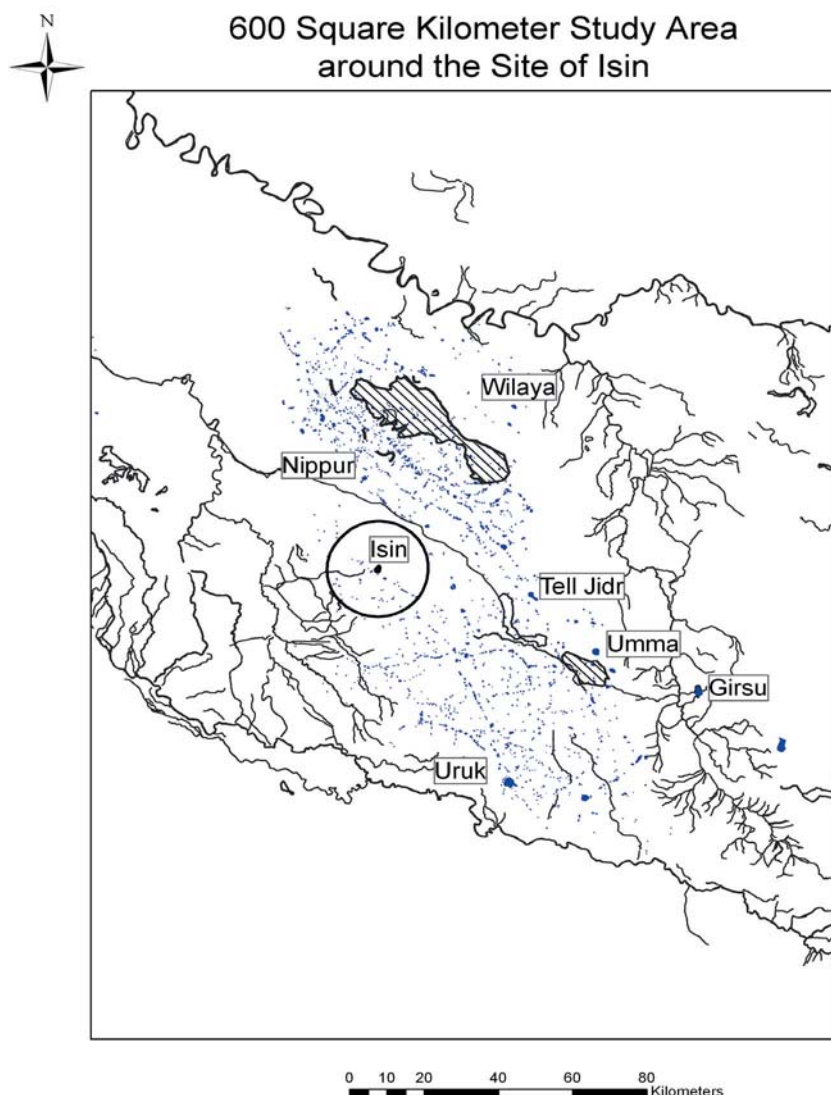 N
600 Square Kilometer Study Area
around the Site of Isin
Wilaya
Nippur
Isin
Tell Jidr
Umma
Girsu
Uruk
0 10 20 40 60 80
Kilometers